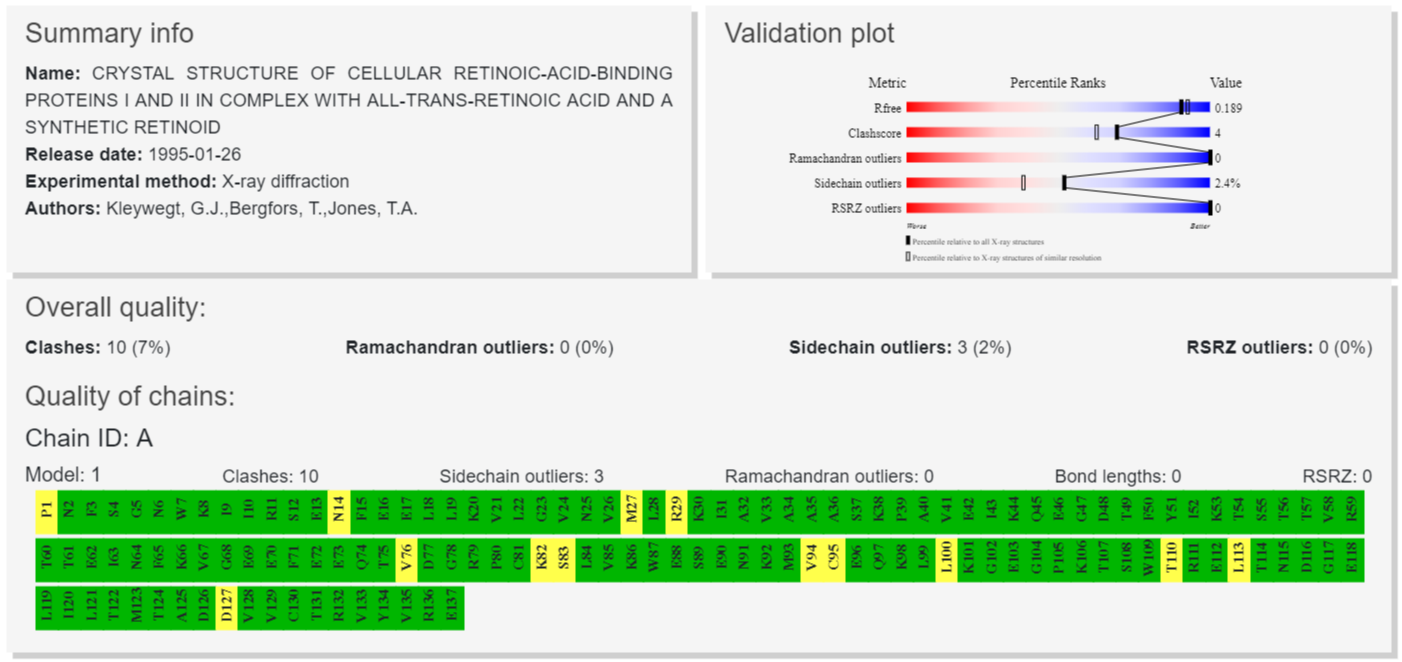 Summary info
Name: CRYSTAL STRUCTURE OF CELLULAR RETINOIC-ACID-BINDING
PROTEINS I AND II IN COMPLEX WITH ALL-TRANS-RETINOIC ACID AND A
SYNTHETIC RETINOID
Release date: 1995-01-26
Experimental method: X-ray diffraction
Authors: Kleywegt, G.J.,Bergfors, T.,Jones, T.A.
Validation plot
Metric Percentile Ranks Value
Rfree 0.189
Clashscore 4
Ramachandran outliers 0
Sidechain outliers 2.4%
RSRZ outliers 0
Worse Better
Percentile relative to all X-ray structures
Percentile relative to X-ray structures of similar resolution
Overall quality:
Clashes: 10 (7%) Ramachandran outliers: 0 (0%) Sidechain outliers: 3 (2%) RSRZ outliers: 0 (0%)
Quality of chains:
Chain ID: A
Model: 1 Clashes: 10 Sidechain outliers: 3 Ramachandran outliers: 0 Bond lengths: 0 RSRZ: 0
P1 N2 F3 S4 G5 N6 W7 K8 I9 I10 R11 S12 E13 N14 F15 E16 E17 L18 L19 K20 V21 L22 G23 V24 N25 V26 M27 L28 R29 K30 I31 A32 V33 A34 A35 A36 S37 K38 P39 A40 V41 E42 I43 K44 Q45 E46 G47 D48 T49 F50 Y51 I52 K53 T54 S55 T56 T57 V58 R59
T60 T61 E62 I63 N64 F65 K66 V67 G68 E69 E70 F71 E72 E73 Q74 T75 V76 D77 G78 R79 P80 C81 K82 S83 L84 V85 K86 W87 E88 S89 E90 N91 K92 M93 V94 C95 E96 Q97 K98 L99 L100 K101 G102 E103 G104 P105 K106 T107 S108 W109 T110 R111 E112 L113 T114 N115 D116 G117 E118
L119 I120 L121 T122 M123 T124 A125 D126 D127 V128 V129 C130 T131 R132 V133 Y134 V135 R136 E137